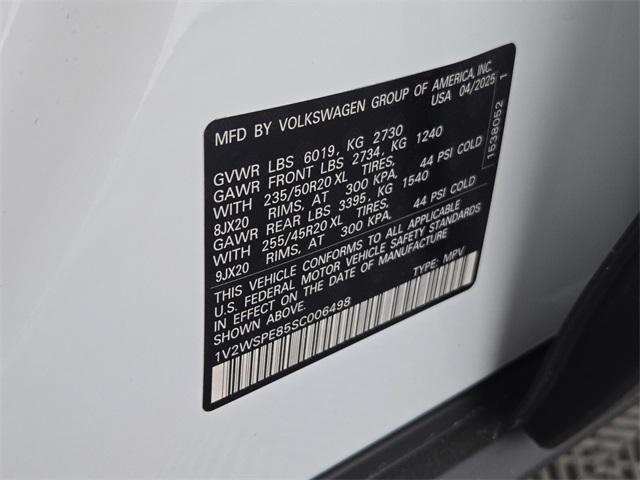 MFD BY VOLKSWAGEN GROUP OF AMERICA, INC.
USA 04/2025
GVWR LBS 6019, KG 2730
GAWR FRONT LBS 2734, KG 1240
WITH 235/50R20 XL TIRES,
8JX20 RIMS, AT 300 KPA, 44 PSI COLD
GAWR REAR LBS 3395, KG 1540
WITH 255/45R20 XL TIRES,
9JX20 RIMS, AT 300 KPA, 44 PSI COLD
THIS VEHICLE CONFORMS TO ALL APPLICABLE
U.S. FEDERAL MOTOR VEHICLE SAFETY STANDARDS
IN EFFECT ON THE DATE OF MANUFACTURE
SHOWN ABOVE.
1V2WSPE85SC006498 TYPE: MPV
1538052 1